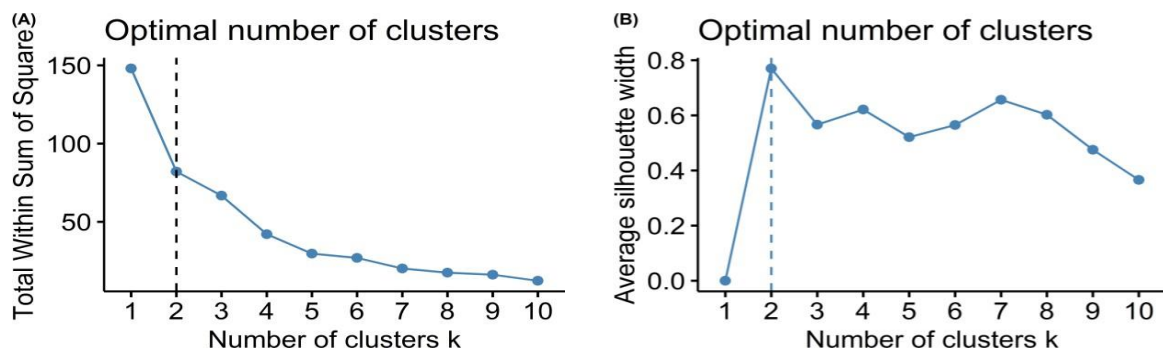 (A)
Optimal number of clusters
Total Within Sum of Square
150
100
50
1 2 3 4 5 6 7 8 9 10
Number of clusters k
(B)
Optimal number of clusters
Average silhouette width
0.8
0.6
0.4
0.2
0.0
1 2 3 4 5 6 7 8 9 10
Number of clusters k